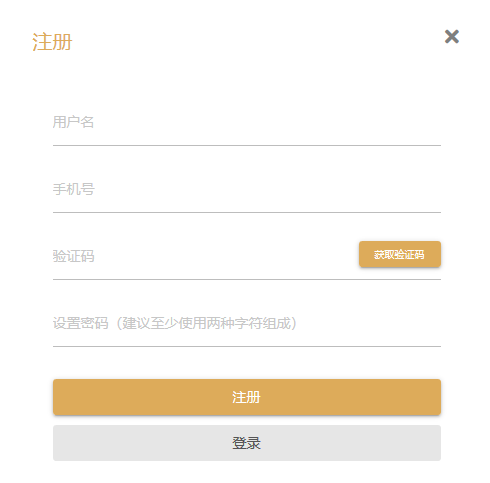 注册
用户名
手机号
验证码
获取验证码
设置密码（建议至少使用两种字符组成）
注册
登录